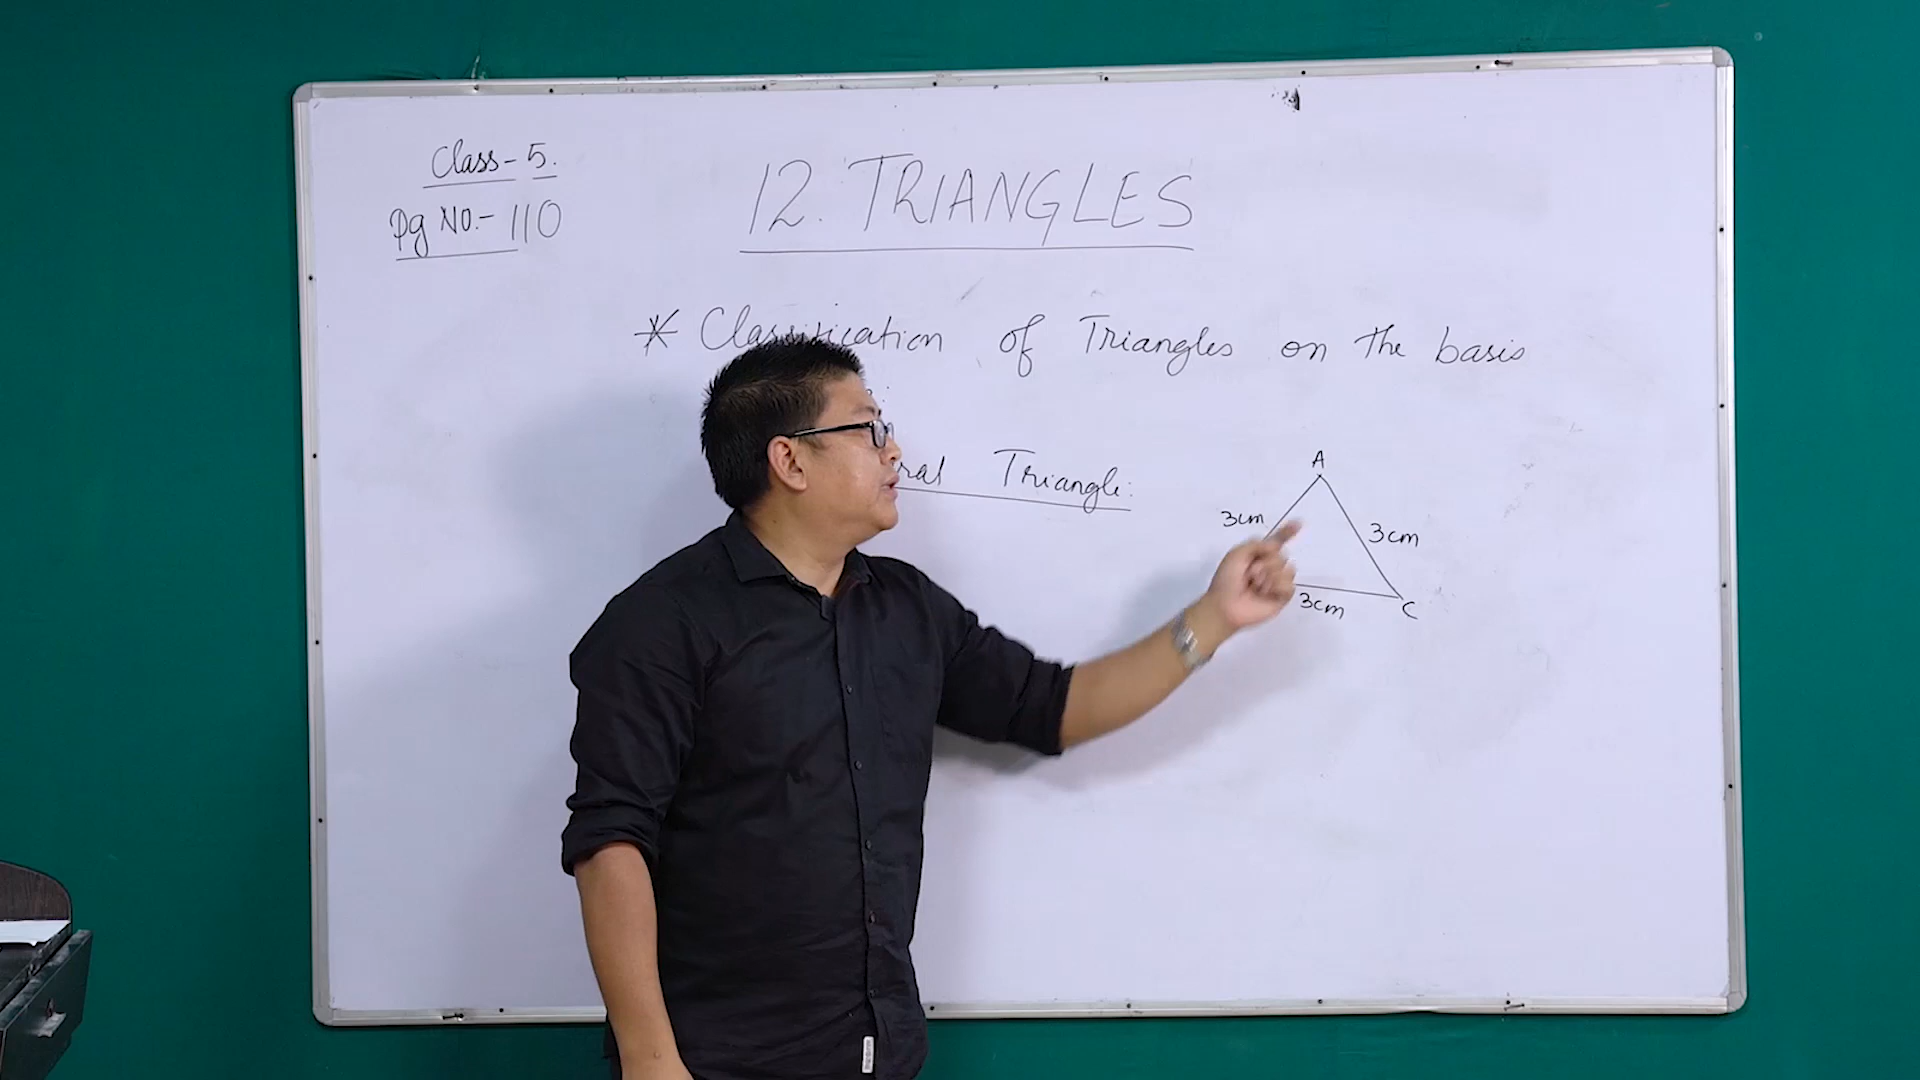 Class - 5.
Pg No:- 110
12. TRIANGLES
* Classification of Triangles on the basis
Triangle:
A
3cm
3cm
3cm
C